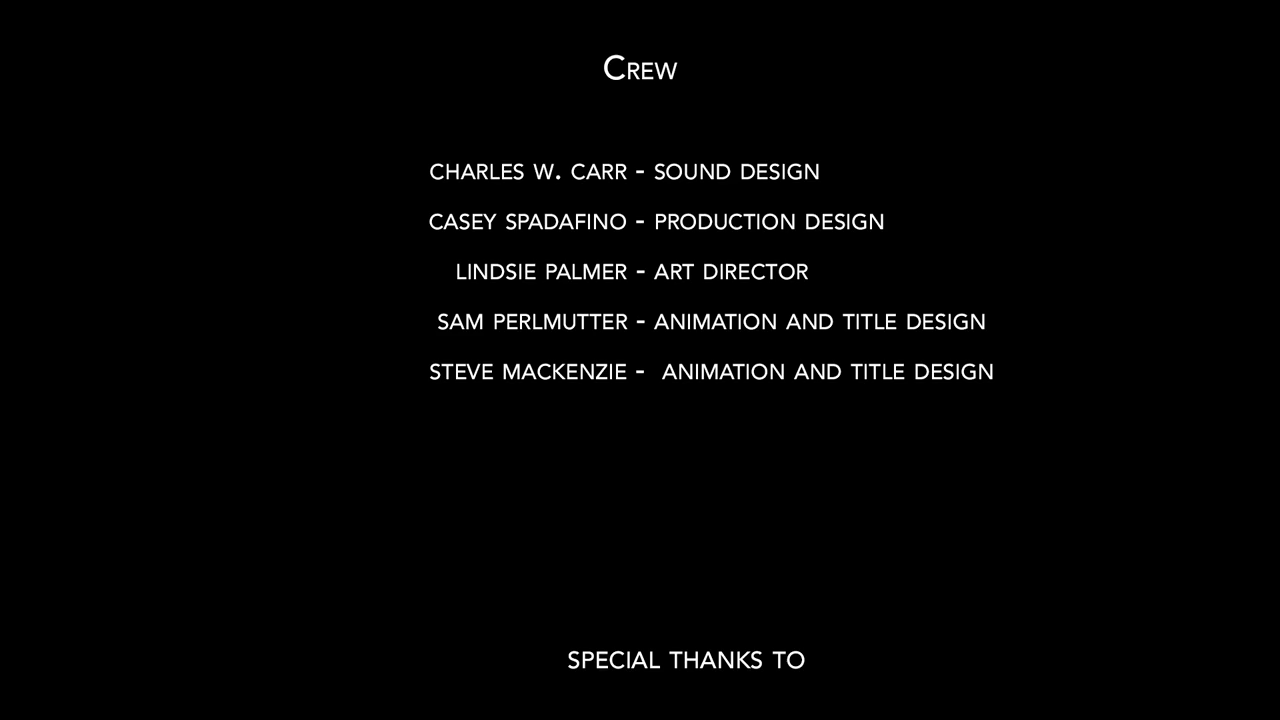 Crew
CHARLES W. CARR - SOUND DESIGN
CASEY SPADAFINO - PRODUCTION DESIGN
LINDSIE PALMER - ART DIRECTOR
SAM PERLMUTTER - ANIMATION AND TITLE DESIGN
STEVE MACKENZIE - ANIMATION AND TITLE DESIGN
SPECIAL THANKS TO